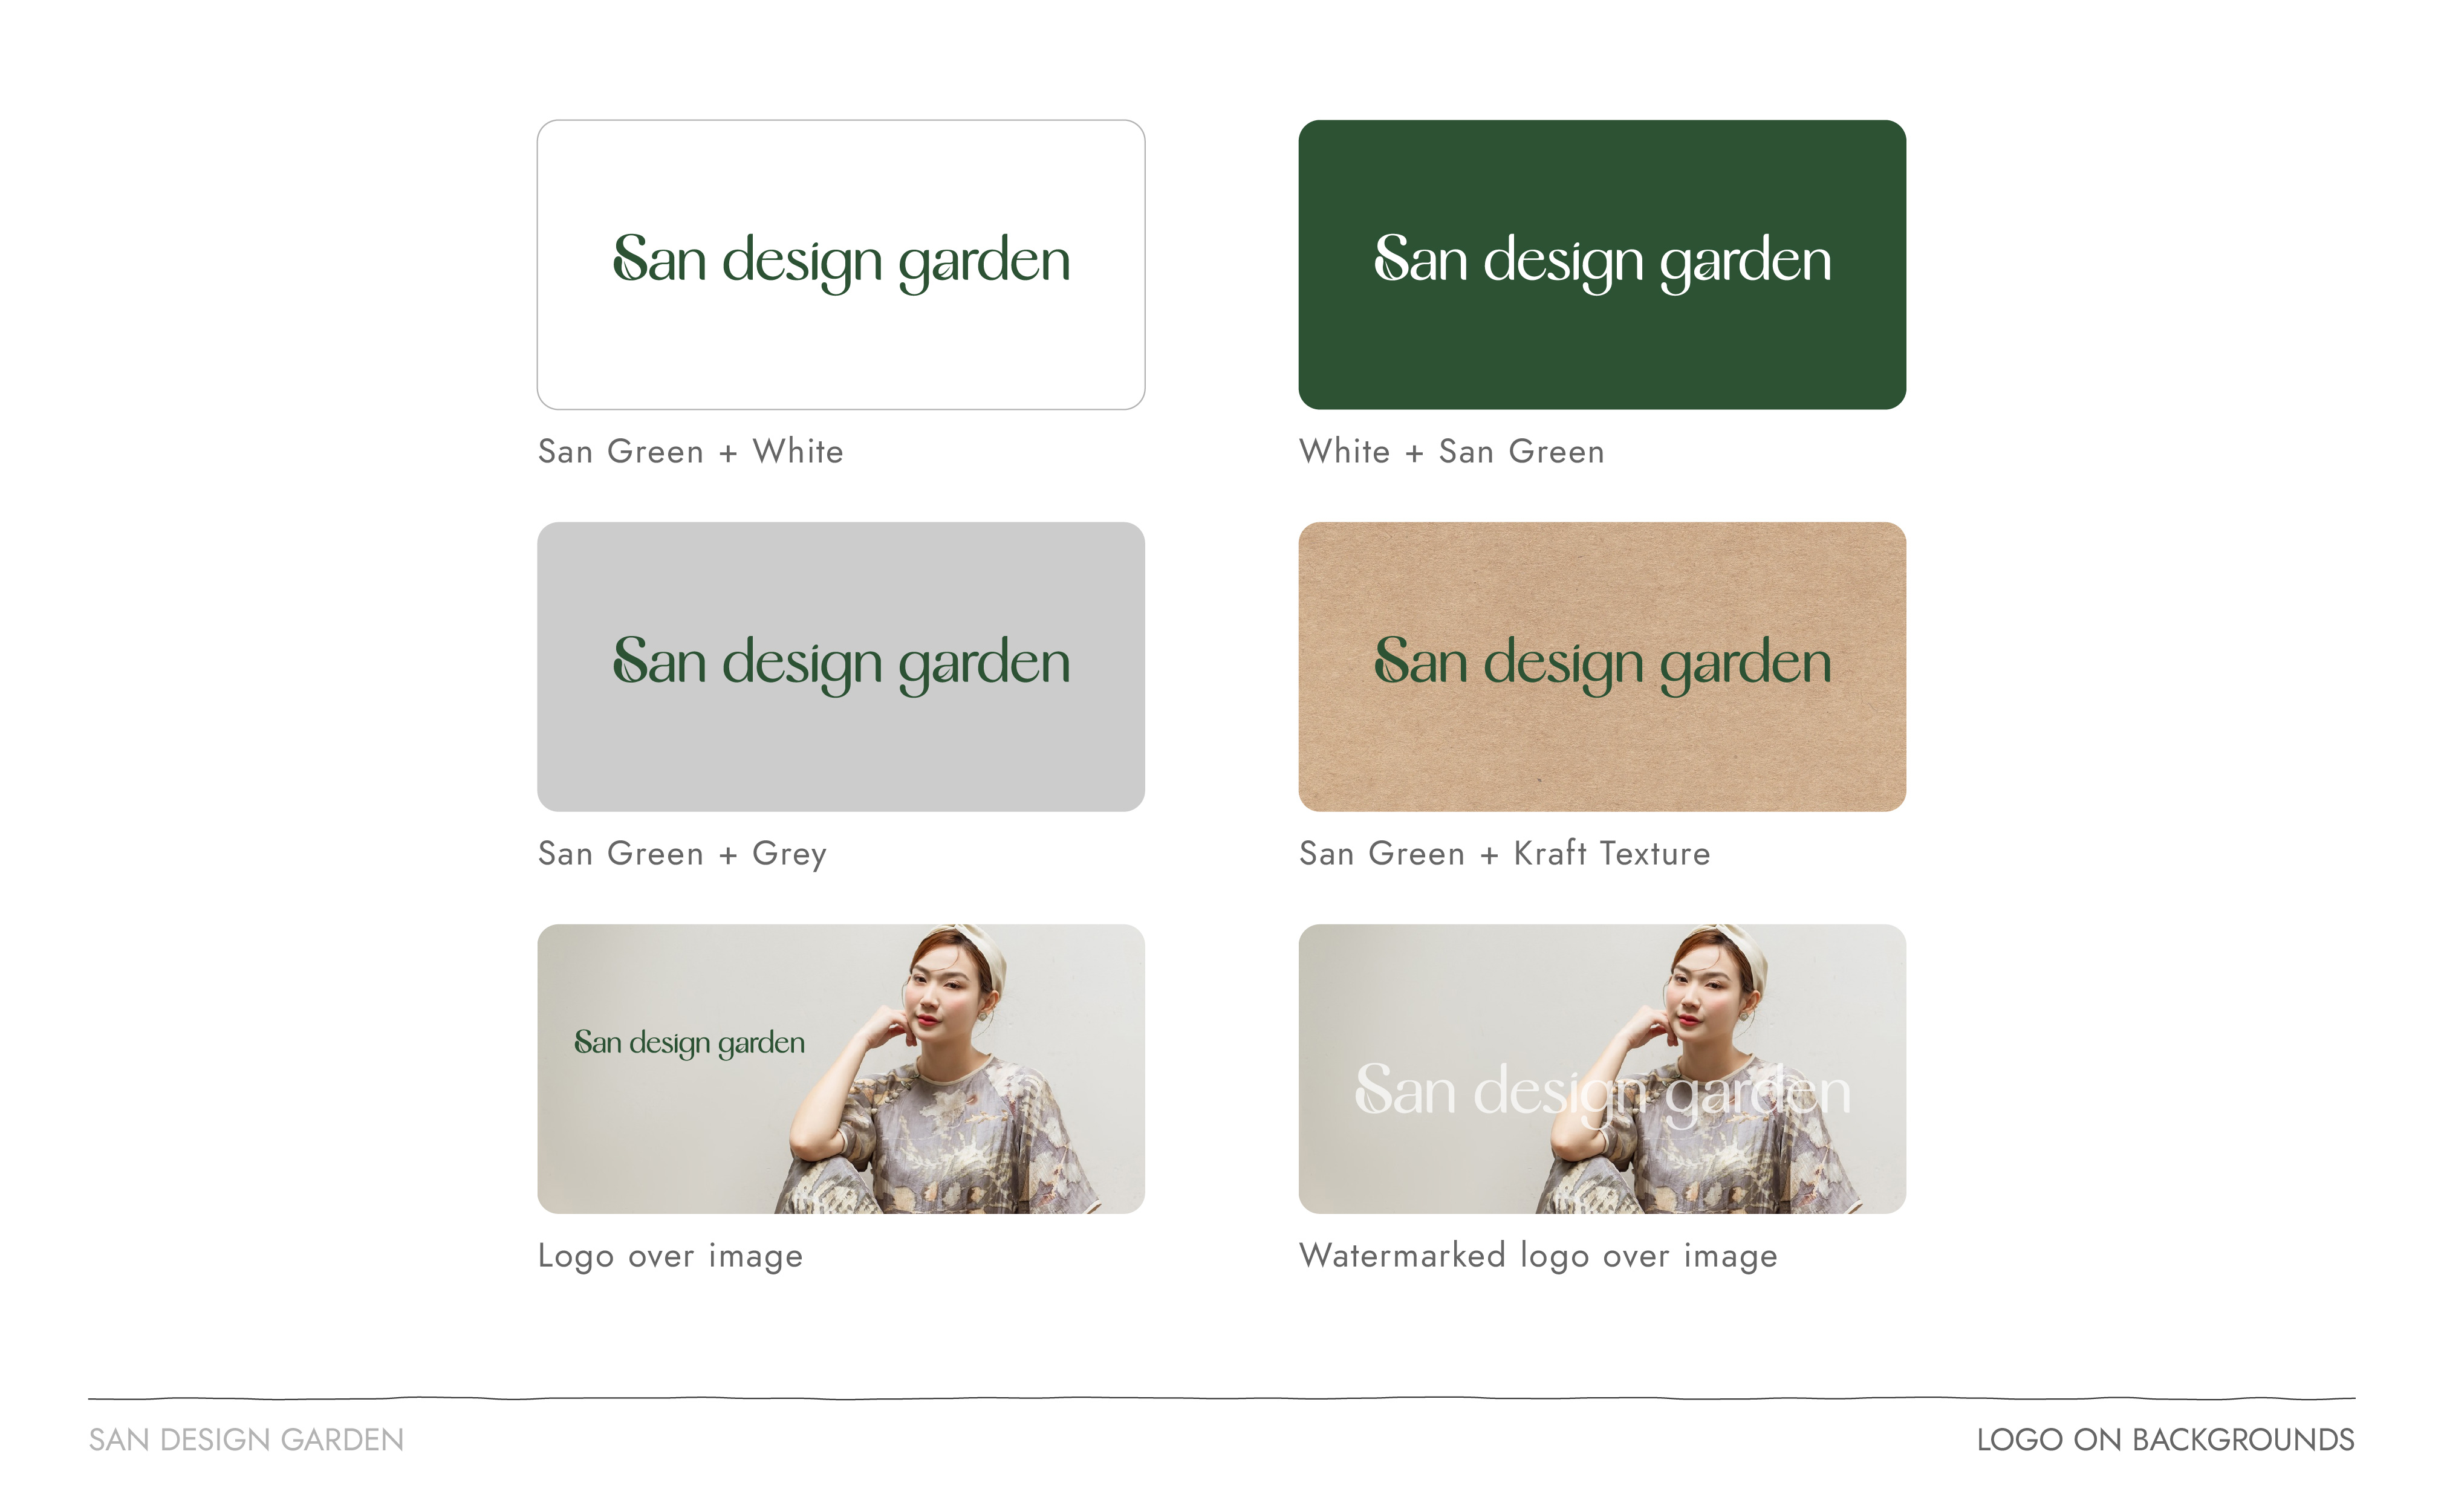 San design garden
San design garden
San Green + White
White + San Green
San design garden
San design garden
San Green + Grey
San Green + Kraft Texture
San design garden
San design garden
Logo over image
Watermarked logo over image
SAN DESIGN GARDEN
LOGO ON BACKGROUNDS